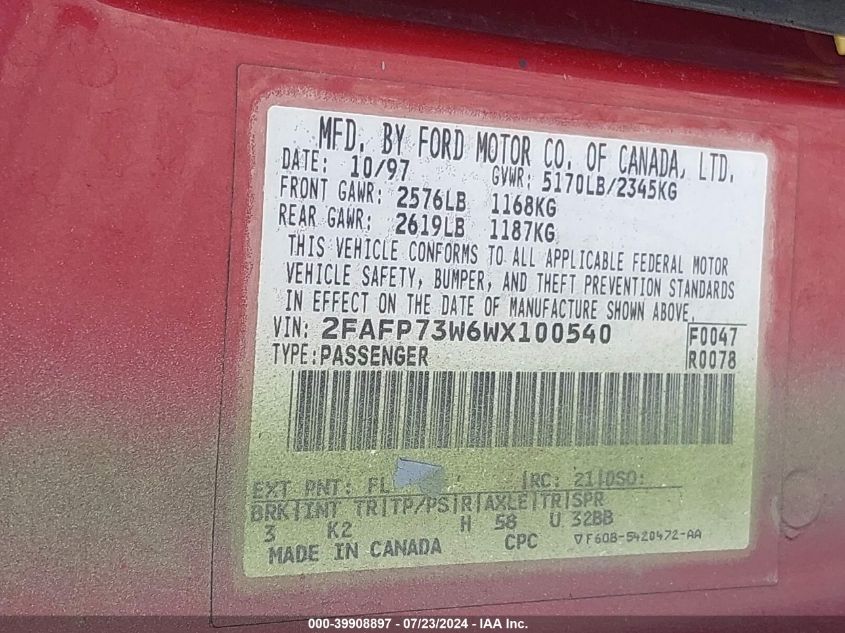 MFD. BY FORD MOTOR CO. OF CANADA, LTD.
DATE: 10/97 GVWR: 5170LB/2345KG
FRONT GAWR: 2576LB 1168KG
REAR GAWR: 2619LB 1187KG
THIS VEHICLE CONFORMS TO ALL APPLICABLE FEDERAL MOTOR
VEHICLE SAFETY, BUMPER, AND THEFT PREVENTION STANDARDS
IN EFFECT ON THE DATE OF MANUFACTURE SHOWN ABOVE.
VIN: 2FAFP73W6WX100540 F0047
TYPE: PASSENGER R0078
EXT PNT: FL RC: 21 DSO:
BRK INT TR TP/PS R AXLE TR SPR
3 K2 H 58 U 32BB
MADE IN CANADA CPC ▽F60B-5420472-AA
000-39908897 - 07/23/2024 - IAA Inc.